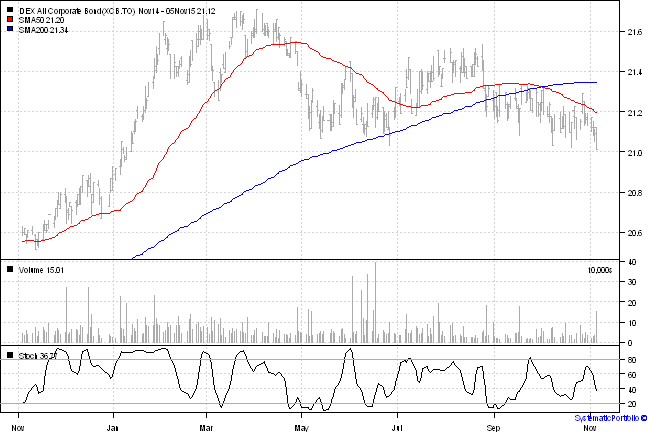 DEX All Corporate Bond(XCB.TO) Nov14 - 05Nov15 21.12
SMA50 21.20
SMA200 21.34
21.6
21.4
21.2
21.0
20.8
20.6
Volume 15.01
10,000s
40
30
20
10
0
Stoch 36.77
80
60
40
20
Nov Jan Mar May Jul Sep Nov
SystematicPortfolio ©